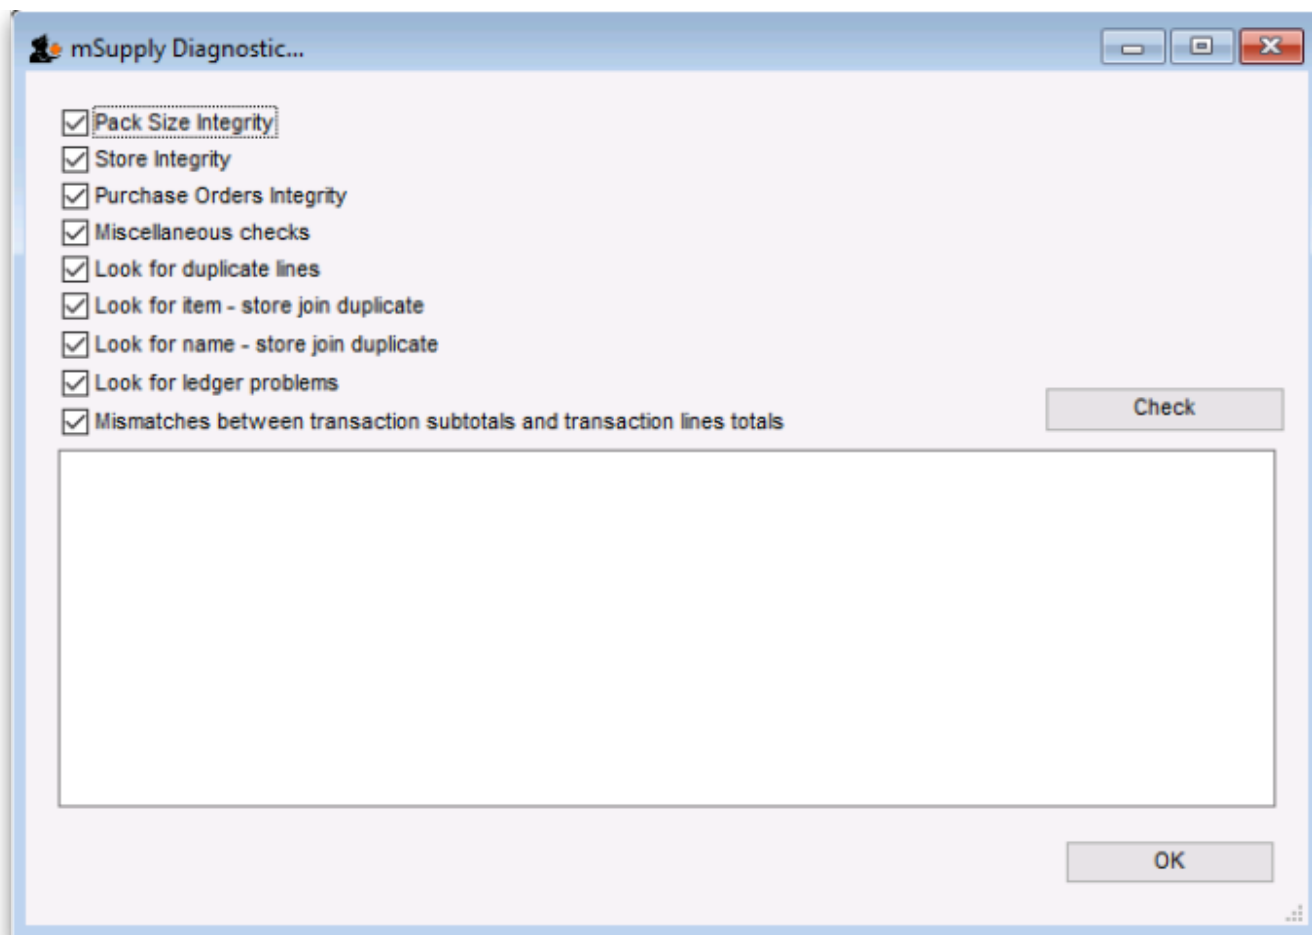 mSupply Diagnostic...
Pack Size Integrity
Store Integrity
Purchase Orders Integrity
Miscellaneous checks
Look for duplicate lines
Look for item - store join duplicate
Look for name - store join duplicate
Look for ledger problems
Mismatches between transaction subtotals and transaction lines totals
Check
OK